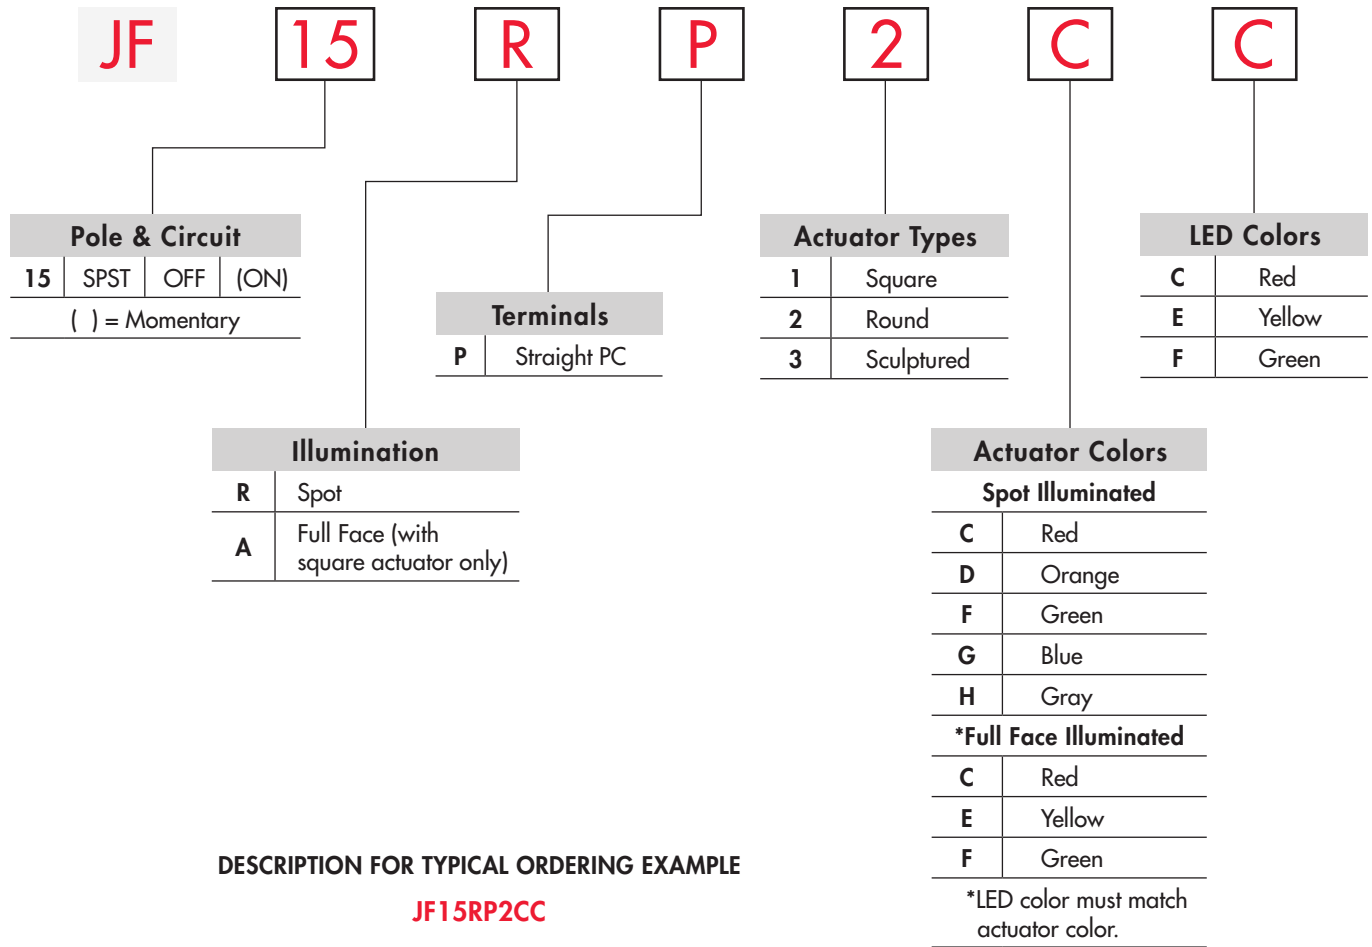 JF 15 R P 2 C C
Pole & Circuit
15 SPST OFF (ON)
( ) = Momentary
Illumination
R Spot
A Full Face (with
square actuator only)
Terminals
P Straight PC
Actuator Types
1 Square
2 Round
3 Sculptured
Actuator Colors
Spot Illuminated
C Red
D Orange
F Green
G Blue
H Gray
*Full Face Illuminated
C Red
E Yellow
F Green
*LED color must match
actuator color.
LED Colors
C Red
E Yellow
F Green
DESCRIPTION FOR TYPICAL ORDERING EXAMPLE
JF15RP2CC